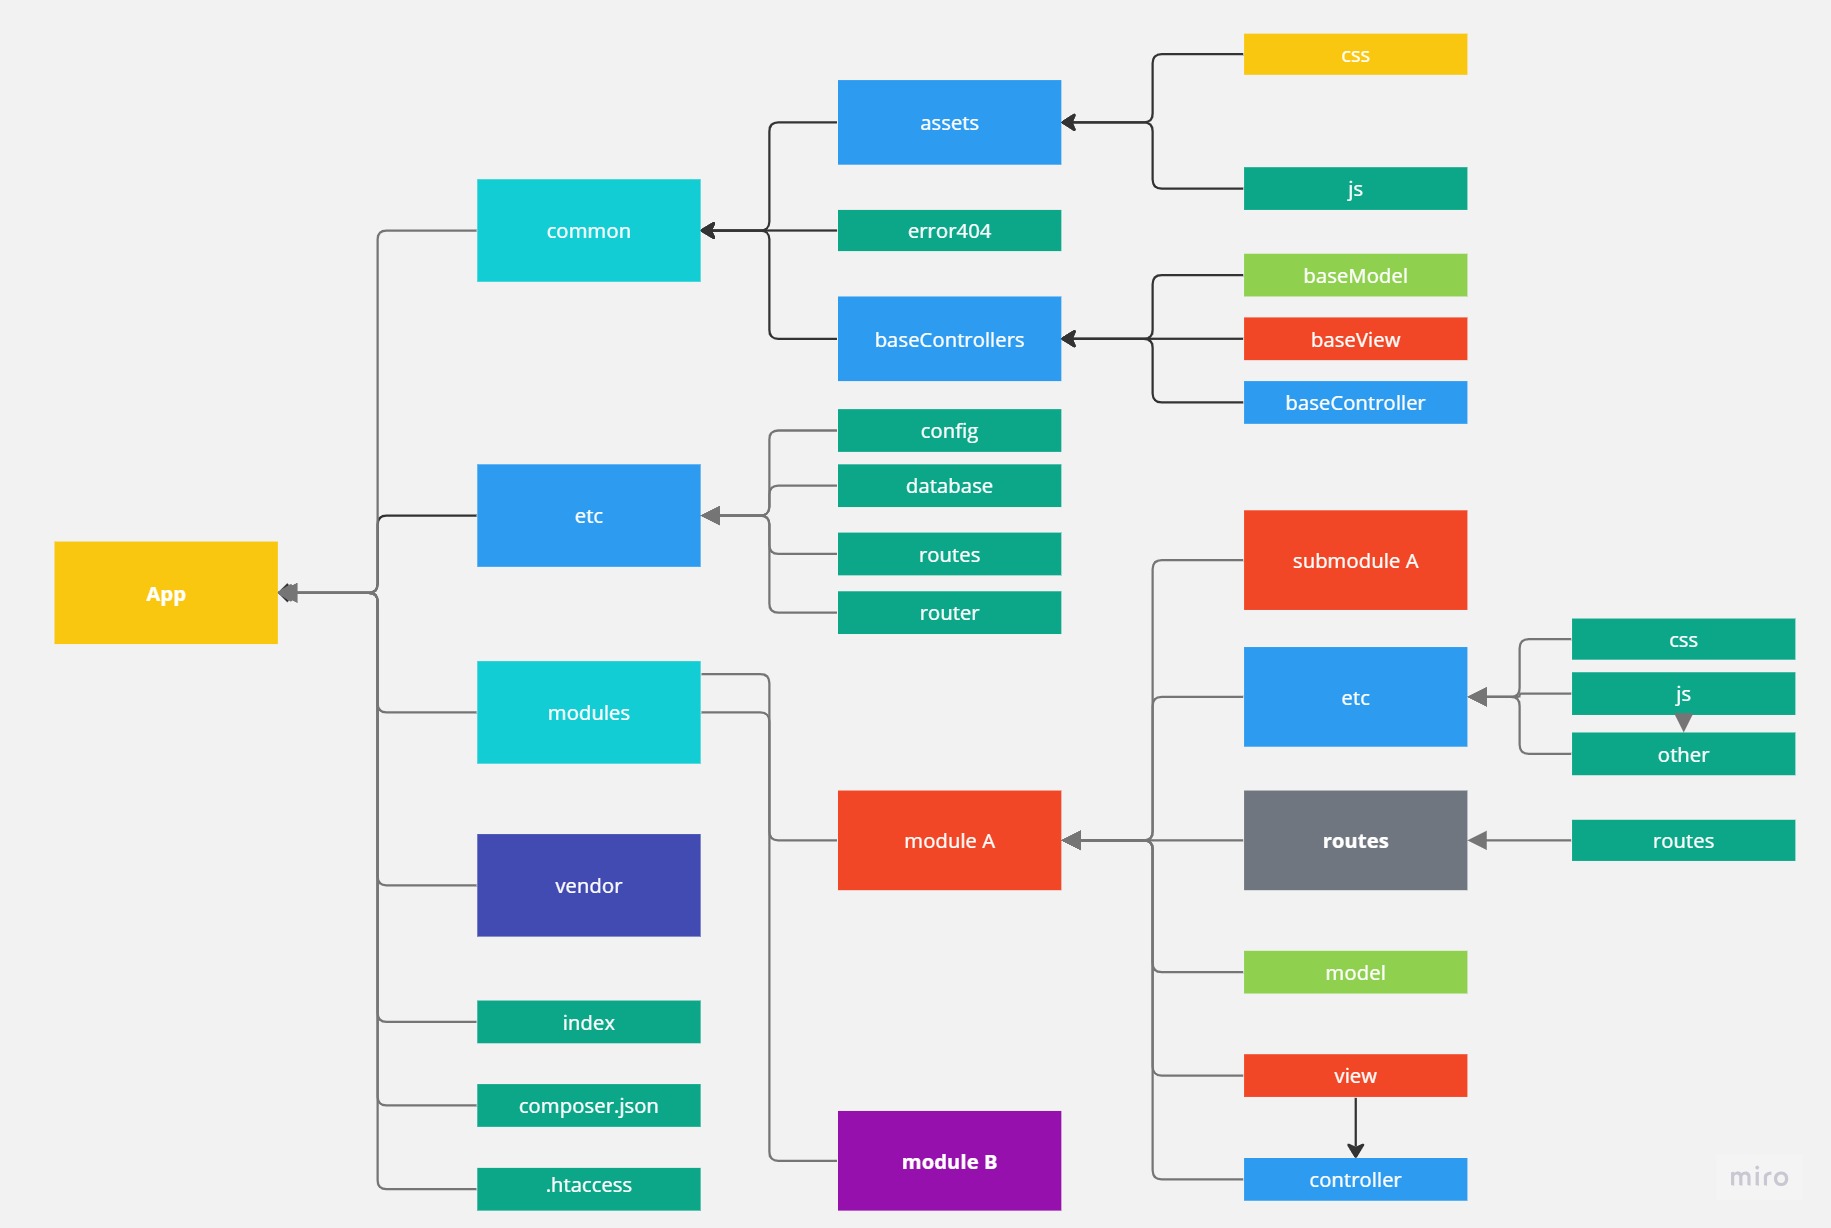 css
assets
js
common
error404
baseModel
baseControllers
baseView
baseController
config
etc
database
routes
router
submodule A
App
css
etc
js
modules
other
module A
routes
routes
vendor
model
index
view
composer.json
module B
.htaccess
controller
miro